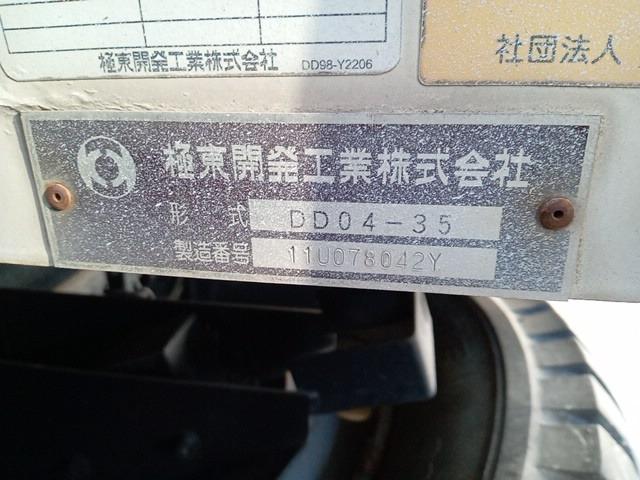 極東開発工業株式会社 DD98-Y2206
社団法人
極東開発工業株式会社
形式 DD04-35
製造番号 11U078042Y